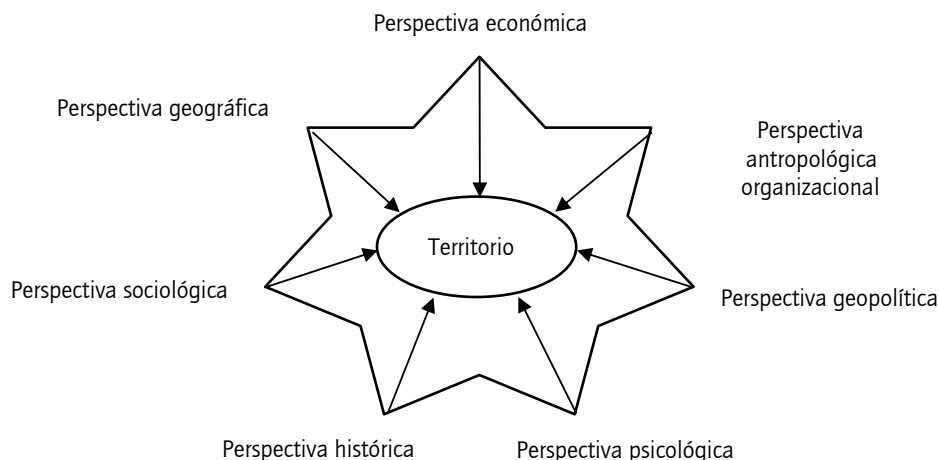 Perspectiva económica
Perspectiva geográfica
Perspectiva
antropológica
organizacional
Territorio
Perspectiva sociológica
Perspectiva geopolítica
Perspectiva histórica
Perspectiva psicológica